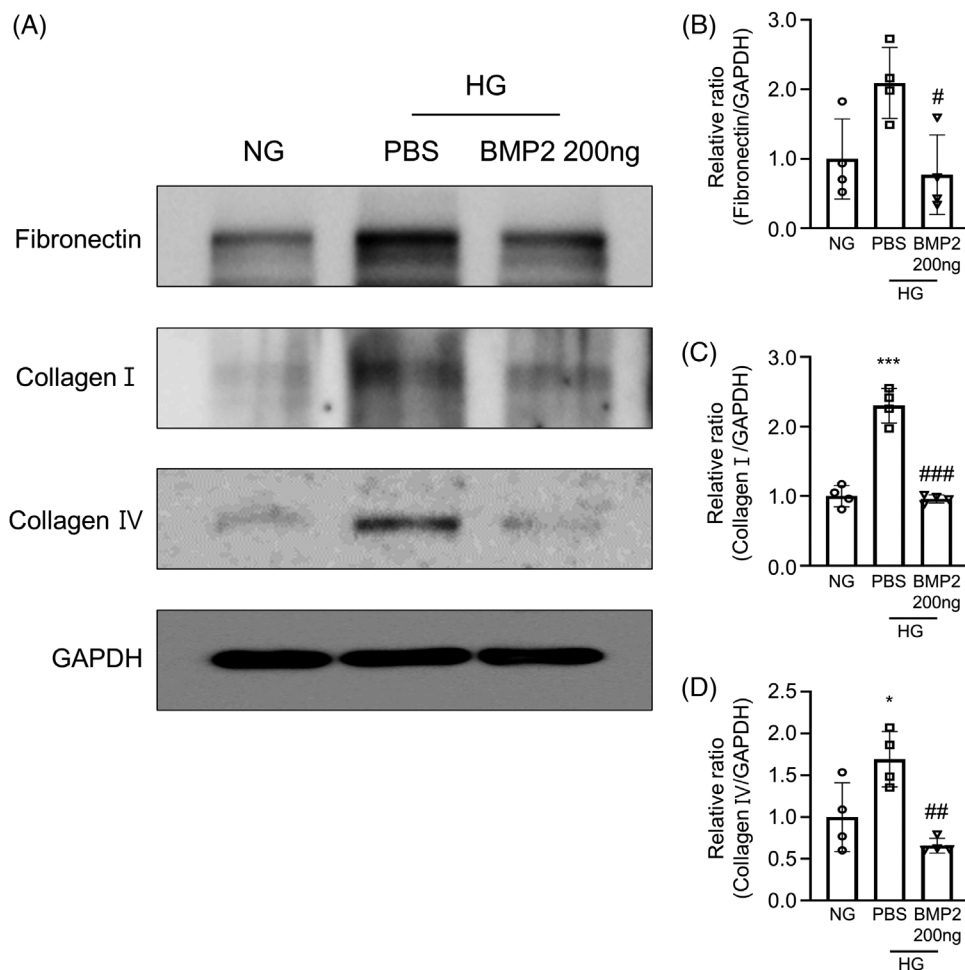 (A)
HG
NG PBS BMP2 200ng
Fibronectin
Collagen Ⅰ
Collagen Ⅳ
GAPDH
(B)
Relative ratio
(Fibronectin/GAPDH)
3.0
2.0
1.0
0.0
#
NG PBS BMP2
200ng
HG
(C)
Relative ratio
(Collagen Ⅰ/GAPDH)
3.0
2.0
1.0
0.0
***
###
NG PBS BMP2
200ng
HG
(D)
Relative ratio
(Collagen Ⅳ/GAPDH)
2.5
2.0
1.5
1.0
0.5
0.0
*
##
NG PBS BMP2
200ng
HG